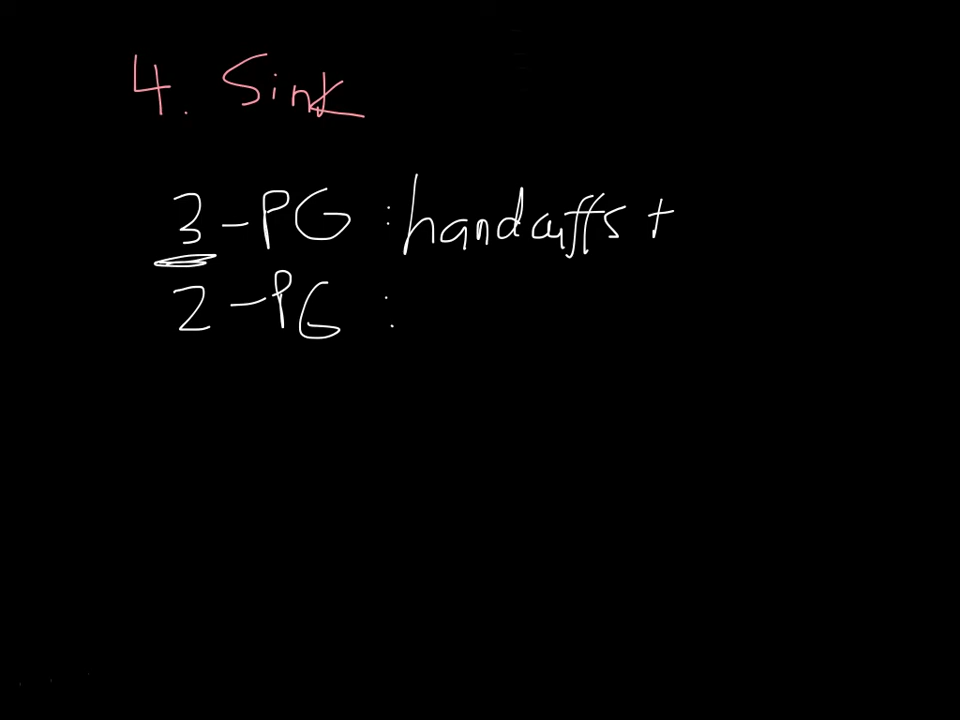 4. Sink
3-PG : handcuffs +
2-PG :